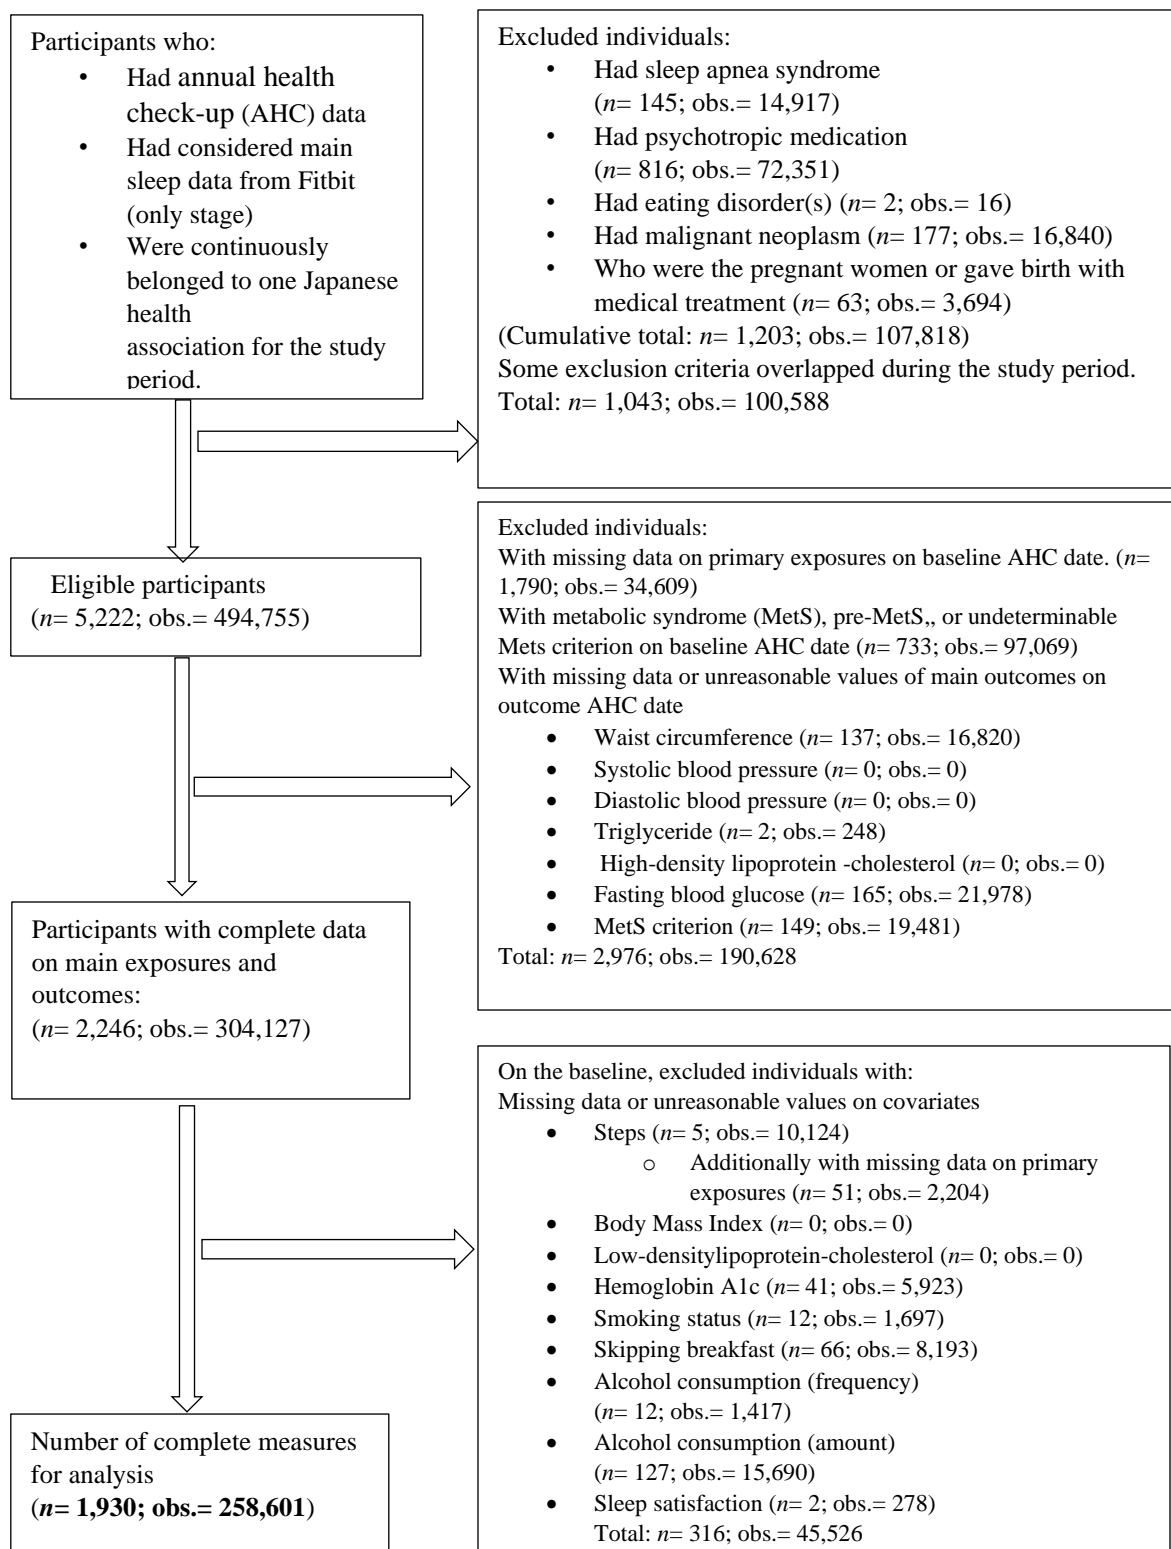 Participants who:
• Had annual health
check-up (AHC) data
• Had considered main
sleep data from Fitbit
(only stage)
• Were continuously
belonged to one Japanese
health
association for the study
period.
Excluded individuals:
• Had sleep apnea syndrome
(n= 145; obs.= 14,917)
• Had psychotropic medication
(n= 816; obs.= 72,351)
• Had eating disorder(s) (n= 2; obs.= 16)
• Had malignant neoplasm (n= 177; obs.= 16,840)
• Who were the pregnant women or gave birth with
medical treatment (n= 63; obs.= 3,694)
(Cumulative total: n= 1,203; obs.= 107,818)
Some exclusion criteria overlapped during the study period.
Total: n= 1,043; obs.= 100,588
Eligible participants
(n= 5,222; obs.= 494,755)
Excluded individuals:
With missing data on primary exposures on baseline AHC date. (n=
1,790; obs.= 34,609)
With metabolic syndrome (MetS), pre-MetS,, or undeterminable
Mets criterion on baseline AHC date (n= 733; obs.= 97,069)
With missing data or unreasonable values of main outcomes on
outcome AHC date
• Waist circumference (n= 137; obs.= 16,820)
• Systolic blood pressure (n= 0; obs.= 0)
• Diastolic blood pressure (n= 0; obs.= 0)
• Triglyceride (n= 2; obs.= 248)
• High-density lipoprotein -cholesterol (n= 0; obs.= 0)
• Fasting blood glucose (n= 165; obs.= 21,978)
• MetS criterion (n= 149; obs.= 19,481)
Total: n= 2,976; obs.= 190,628
Participants with complete data
on main exposures and
outcomes:
(n= 2,246; obs.= 304,127)
On the baseline, excluded individuals with:
Missing data or unreasonable values on covariates
• Steps (n= 5; obs.= 10,124)
o Additionally with missing data on primary
exposures (n= 51; obs.= 2,204)
• Body Mass Index (n= 0; obs.= 0)
• Low-densitylipoprotein-cholesterol (n= 0; obs.= 0)
• Hemoglobin A1c (n= 41; obs.= 5,923)
• Smoking status (n= 12; obs.= 1,697)
• Skipping breakfast (n= 66; obs.= 8,193)
• Alcohol consumption (frequency)
(n= 12; obs.= 1,417)
• Alcohol consumption (amount)
(n= 127; obs.= 15,690)
• Sleep satisfaction (n= 2; obs.= 278)
Total: n= 316; obs.= 45,526
Number of complete measures
for analysis
(n= 1,930; obs.= 258,601)